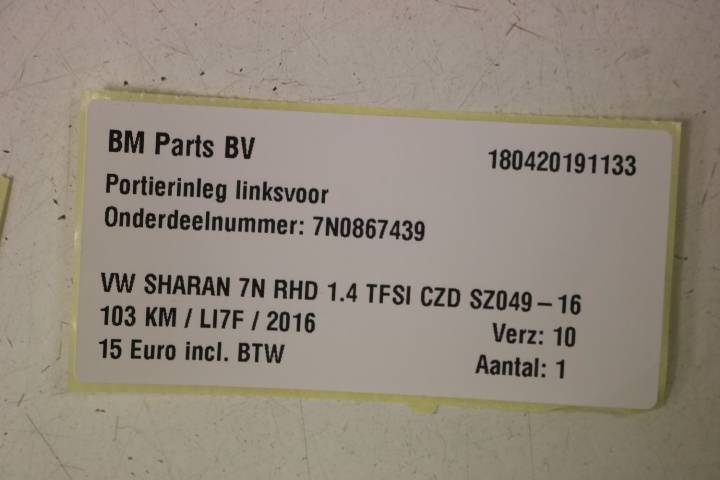 BM Parts BV 180420191133
Portierinleg linksvoor
Onderdeelnummer: 7N0867439
VW SHARAN 7N RHD 1.4 TFSI CZD SZ049-16
103 KM / LI7F / 2016 Verz: 10
15 Euro incl. BTW Aantal: 1